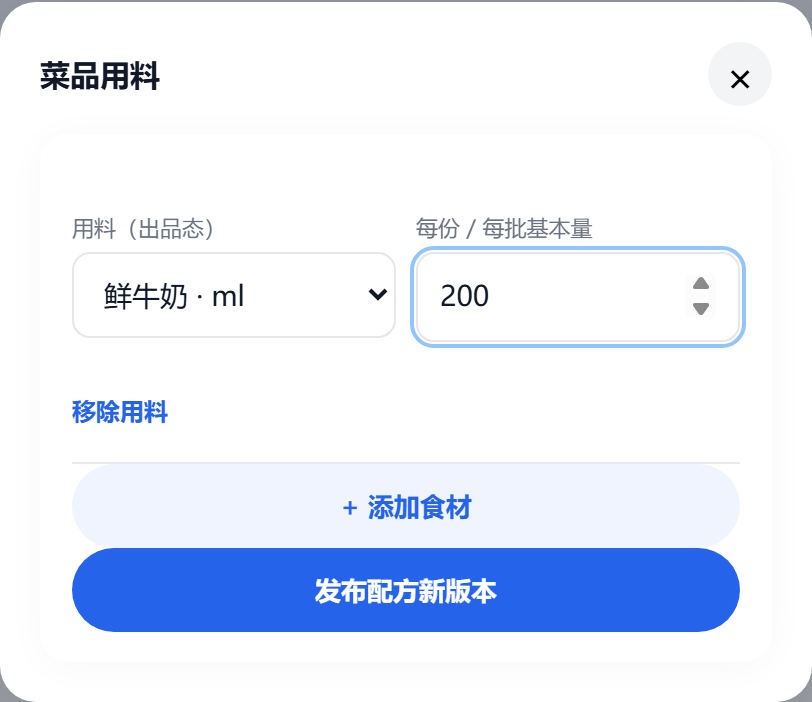 菜品用料
用料（出品态）
每份 / 每批基本量
鲜牛奶 · ml
200
移除用料
+ 添加食材
发布配方新版本